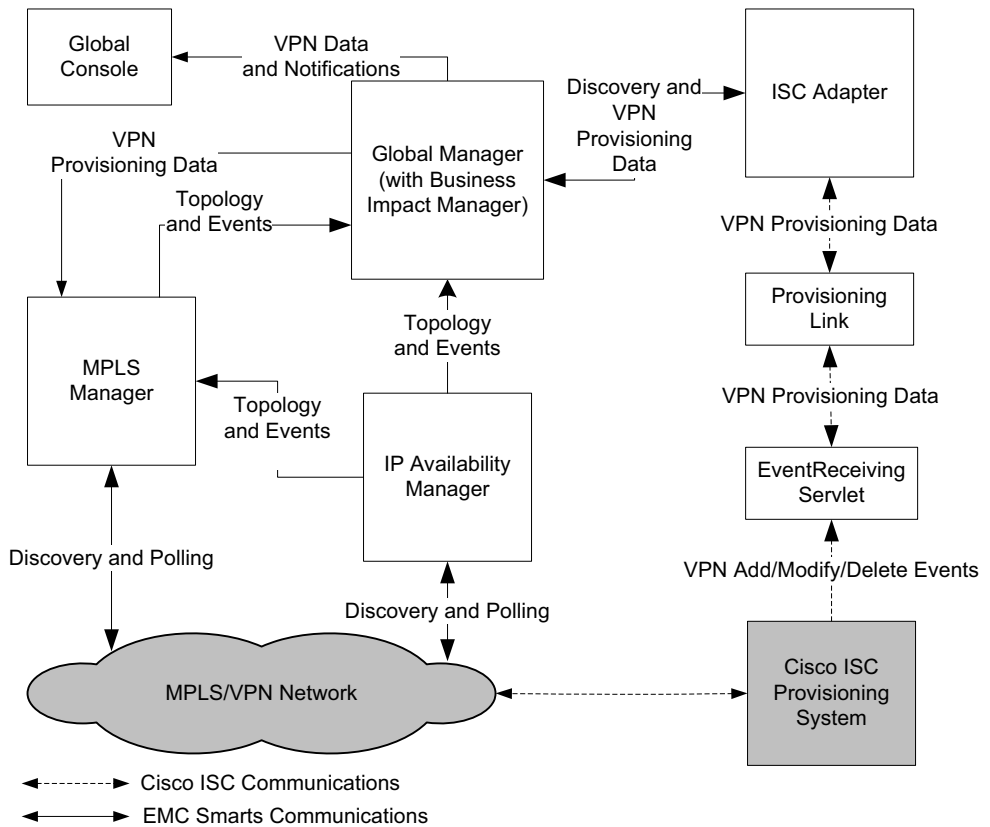 Global
Console
VPN Data
and Notifications
Discovery and
VPN
Provisioning
Data
ISC Adapter
VPN
Provisioning Data
Global Manager
(with Business
Impact Manager)
Topology
and Events
VPN Provisioning Data
Provisioning
Link
Topology
and Events
MPLS
Manager
VPN Provisioning Data
Topology
and Events
IP Availability
Manager
EventReceiving
Servlet
Discovery and Polling
VPN Add/Modify/Delete Events
Discovery and Polling
MPLS/VPN Network
Cisco ISC
Provisioning
System
Cisco ISC Communications
EMC Smarts Communications